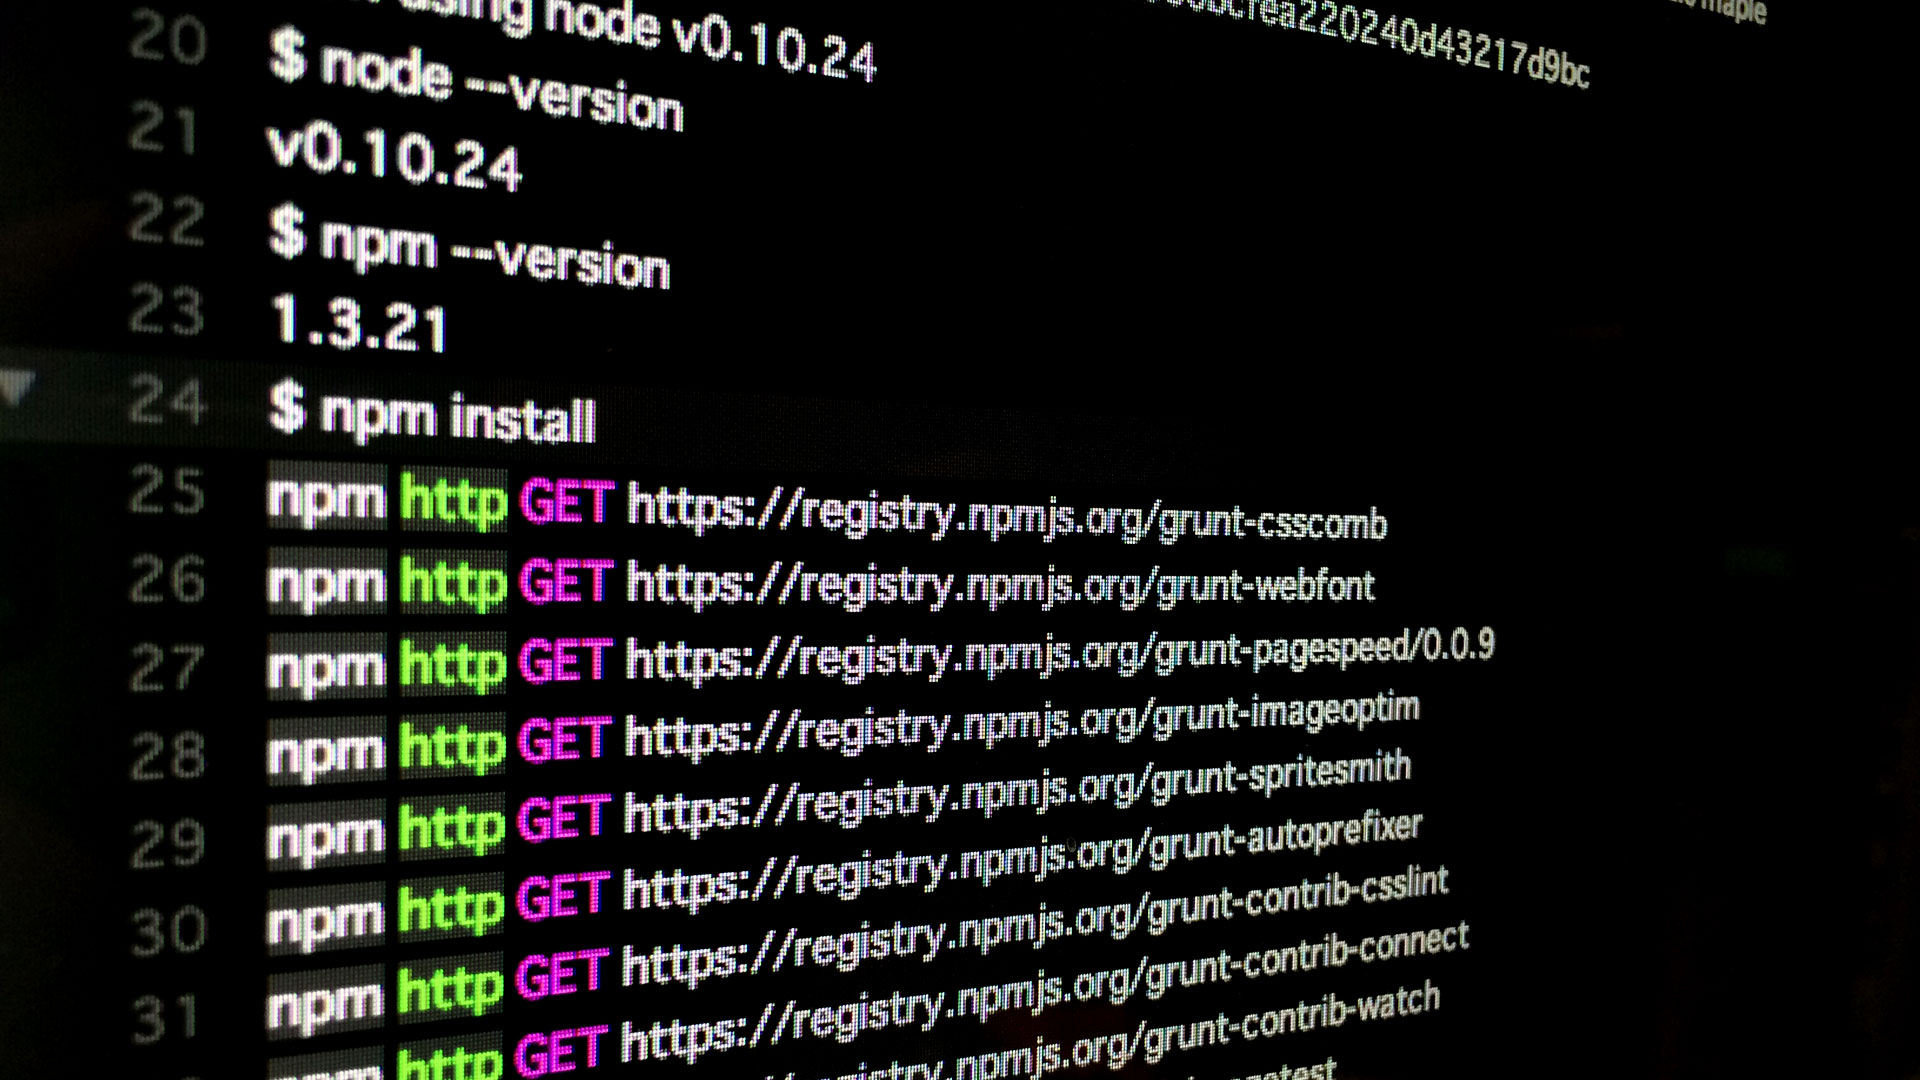 using node v0.10.24
20 $ node --version
21 v0.10.24
22 $ npm --version
23 1.3.21
24 $ npm install
25 npm http GET https://registry.npmjs.org/grunt-csscomb
26 npm http GET https://registry.npmjs.org/grunt-webfont
27 npm http GET https://registry.npmjs.org/grunt-pagespeed/0.0.9
28 npm http GET https://registry.npmjs.org/grunt-imageoptim
29 npm http GET https://registry.npmjs.org/grunt-spritesmith
30 npm http GET https://registry.npmjs.org/grunt-autoprefixer
31 npm http GET https://registry.npmjs.org/grunt-contrib-csslint
npm http GET https://registry.npmjs.org/grunt-contrib-connect
registry.npmjs.org/grunt-contrib-watch